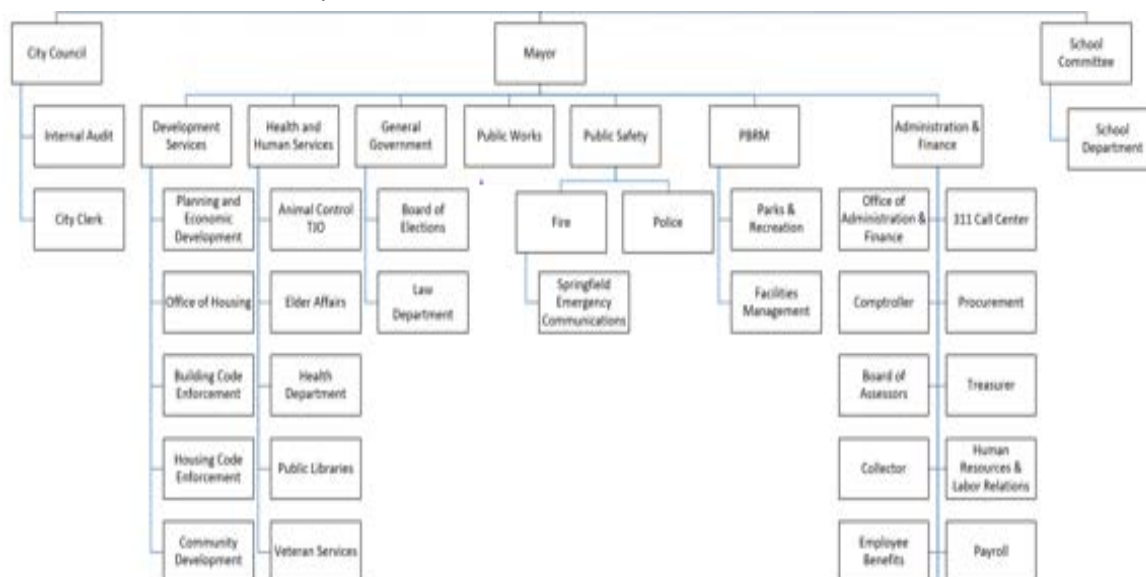 City Council
Mayor
School
Committee
Internal Audit
Development
Services
Health and
Human Services
General
Government
Public Works
Public Safety
PBRM
Administration &
Finance
School
Department
City Clerk
Planning and
Economic
Development
Animal Control
TJO
Board of
Elections
Fire
Police
Parks &
Recreation
Office of
Administration &
Finance
311 Call Center
Office of Housing
Elder Affairs
Law
Department
Springfield
Emergency
Communications
Facilities
Management
Comptroller
Procurement
Building Code
Enforcement
Health
Department
Board of
Assessors
Treasurer
Housing Code
Enforcement
Public Libraries
Collector
Human
Resources &
Labor Relations
Community
Development
Veteran Services
Employee
Benefits
Payroll